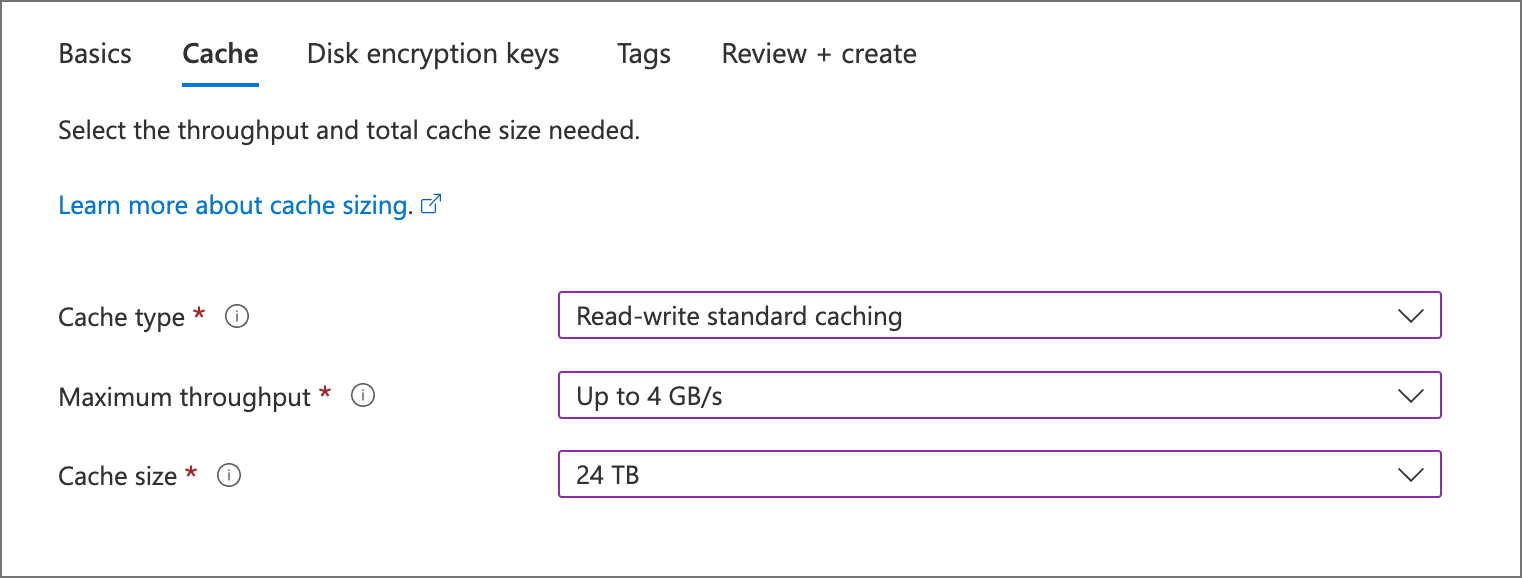 Basics Cache Disk encryption keys Tags Review + create
Select the throughput and total cache size needed.
Learn more about cache sizing.
Cache type * Read-write standard caching
Maximum throughput * Up to 4 GB/s
Cache size * 24 TB